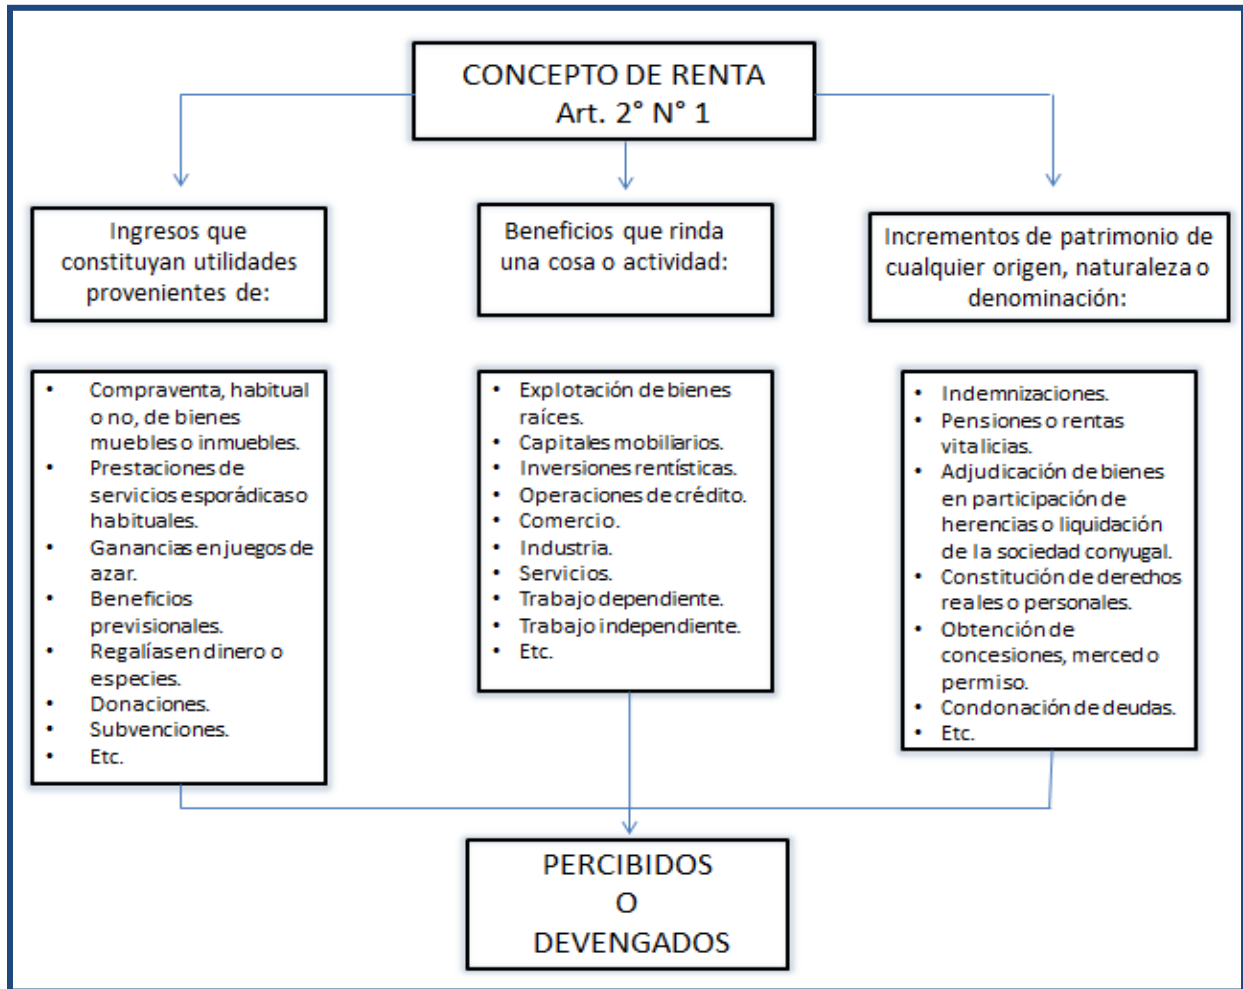 CONCEPTO DE RENTA
Art. 2° N° 1
Ingresos que
constituyan utilidades
provenientes de:
• Compraventa, habitual
o no, de bienes
muebles o inmuebles.
• Prestaciones de
servicios esporádicas o
habituales.
• Ganancias en juegos de
azar.
• Beneficios
previsionales.
• Regalías en dinero o
especies.
• Donaciones.
• Subvenciones.
• Etc.
Beneficios que rinda
una cosa o actividad:
• Explotación de bienes
raíces.
• Capitales mobiliarios.
• Inversiones rentísticas.
• Operaciones de crédito.
• Comercio.
• Industria.
• Servicios.
• Trabajo dependiente.
• Trabajo independiente.
• Etc.
Incrementos de patrimonio de
cualquier origen, naturaleza o
denominación:
• Indemnizaciones.
• Pensiones o rentas
vitalicias.
• Adjudicación de bienes
en participación de
herencias o liquidación
de la sociedad conyugal.
• Constitución de derechos
reales o personales.
• Obtención de
concesiones, merced o
permiso.
• Condonación de deudas.
• Etc.
PERCIBIDOS
O
DEVENGADOS